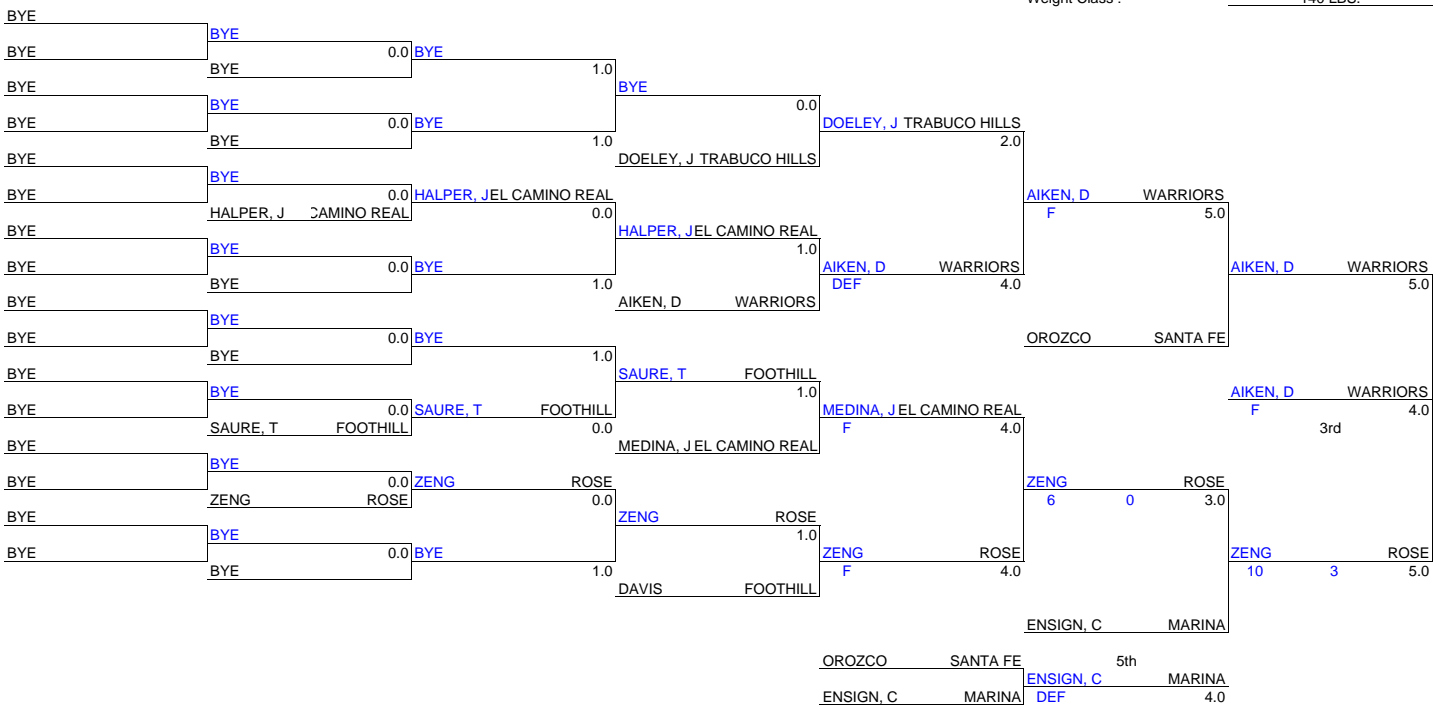 Weight Class : LBS.
BYE
BYE
BYE 0.0 BYE
BYE 1.0
BYE BYE
BYE 0.0
BYE 0.0 BYE DOELEY, J TRABUCO HILLS
BYE 1.0 2.0
BYE DOELEY, J TRABUCO HILLS
BYE
BYE 0.0 HALPER, J EL CAMINO REAL AIKEN, D WARRIORS
HALPER, J CAMINO REAL 0.0 F 5.0
BYE HALPER, J EL CAMINO REAL
BYE 1.0
BYE 0.0 BYE AIKEN, D WARRIORS AIKEN, D WARRIORS
BYE 1.0 DEF 4.0 5.0
BYE AIKEN, D WARRIORS
BYE
BYE 0.0 BYE OROZCO SANTA FE
BYE 1.0
BYE SAURE, T FOOTHILL
BYE 1.0 AIKEN, D WARRIORS
BYE 0.0 SAURE, T FOOTHILL MEDINA, J EL CAMINO REAL F 4.0
SAURE, T FOOTHILL 0.0 F 4.0 3rd
BYE MEDINA, J EL CAMINO REAL
BYE
BYE 0.0 ZENG ROSE ZENG ROSE
ZENG ROSE 0.0 6 0 3.0
BYE ZENG ROSE
BYE 1.0
BYE 0.0 BYE ZENG ROSE ZENG ROSE
BYE 1.0 F 4.0 10 3 5.0
DAVIS FOOTHILL
ENSIGN, C MARINA
OROZCO SANTA FE 5th
ENSIGN, C MARINA
ENSIGN, C MARINA DEF 4.0